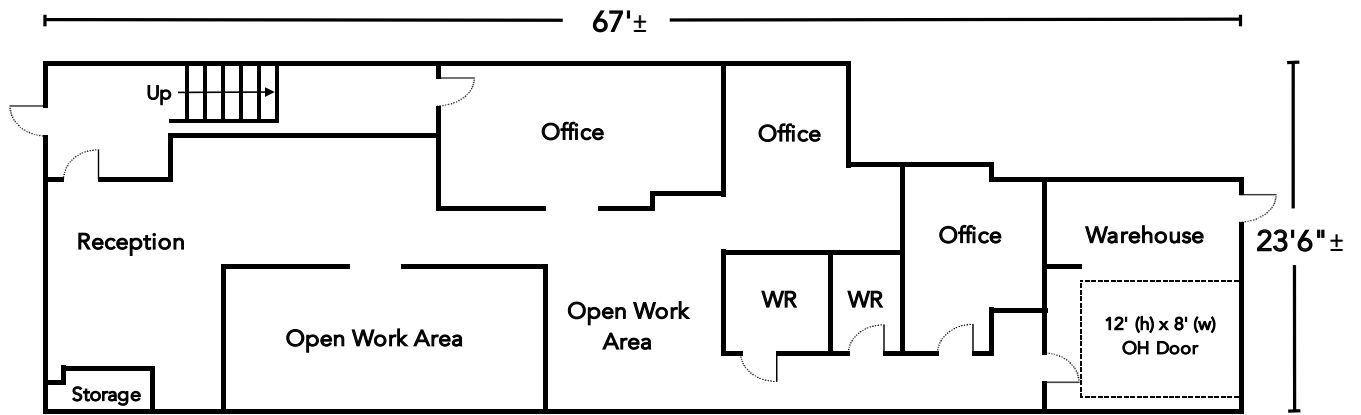 67'±
Up
Office
Office
Reception
Office
Warehouse
23'6"±
WR
WR
Open Work Area
Open Work
Area
12' (h) x 8' (w)
OH Door
Storage